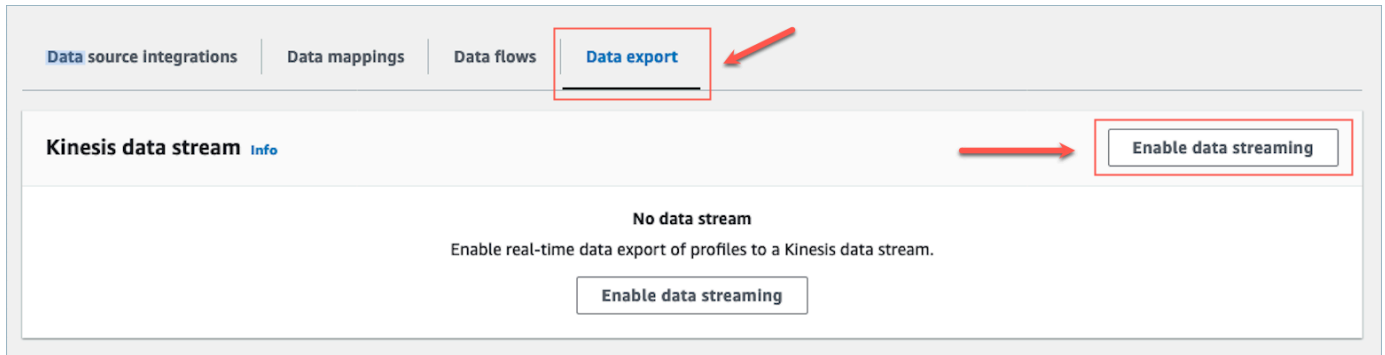 Data source integrations Data mappings Data flows Data export
Kinesis data stream Info Enable data streaming
No data stream
Enable real-time data export of profiles to a Kinesis data stream.
Enable data streaming